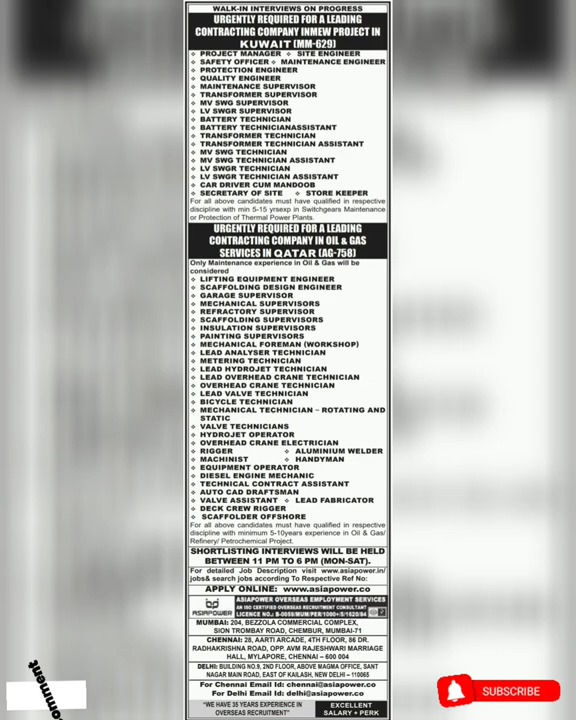 WALK-IN INTERVIEWS ON PROGRESS
URGENTLY REQUIRED FOR A LEADING
CONTRACTING COMPANY INMEW PROJECT IN
KUWAIT (MM-629)
❖ PROJECT MANAGER ❖ SITE ENGINEER
❖ SAFETY OFFICER ❖ MAINTENANCE ENGINEER
❖ PROTECTION ENGINEER
❖ QUALITY ENGINEER
❖ MAINTENANCE SUPERVISOR
❖ TRANSFORMER SUPERVISOR
❖ MV SWG SUPERVISOR
❖ LV SWGR SUPERVISOR
❖ BATTERY TECHNICIAN
❖ BATTERY TECHNICIANASSISTANT
❖ TRANSFORMER TECHNICIAN
❖ TRANSFORMER TECHNICIAN ASSISTANT
❖ MV SWG TECHNICIAN
❖ MV SWG TECHNICIAN ASSISTANT
❖ LV SWGR TECHNICIAN
❖ LV SWGR TECHNICIAN ASSISTANT
❖ CAR DRIVER CUM MANDOOB
❖ SECRETARY OF SITE ❖ STORE KEEPER
For all above candidates must have qualified in respective
discipline with min 5-15 yrsexp in Switchgears Maintenance
or Protection of Thermal Power Plants.
URGENTLY REQUIRED FOR A LEADING
CONTRACTING COMPANY IN OIL & GAS
SERVICES IN QATAR (AG-758)
Only Maintenance experience in Oil & Gas will be
considered
❖ LIFTING EQUIPMENT ENGINEER
❖ SCAFFOLDING DESIGN ENGINEER
❖ GARAGE SUPERVISOR
❖ MECHANICAL SUPERVISORS
❖ REFRACTORY SUPERVISOR
❖ SCAFFOLDING SUPERVISORS
❖ INSULATION SUPERVISORS
❖ PAINTING SUPERVISORS
❖ MECHANICAL FOREMAN (WORKSHOP)
❖ LEAD ANALYSER TECHNICIAN
❖ METERING TECHNICIAN
❖ LEAD HYDROJET TECHNICIAN
❖ LEAD OVERHEAD CRANE TECHNICIAN
❖ OVERHEAD CRANE TECHNICIAN
❖ LEAD VALVE TECHNICIAN
❖ BICYCLE TECHNICIAN
❖ MECHANICAL TECHNICIAN – ROTATING AND
STATIC
❖ VALVE TECHNICIANS
❖ HYDROJET OPERATOR
❖ OVERHEAD CRANE ELECTRICIAN
❖ RIGGER ❖ ALUMINIUM WELDER
❖ MACHINIST ❖ HANDYMAN
❖ EQUIPMENT OPERATOR
❖ DIESEL ENGINE MECHANIC
❖ TECHNICAL CONTRACT ASSISTANT
❖ AUTO CAD DRAFTSMAN
❖ VALVE ASSISTANT ❖ LEAD FABRICATOR
❖ DECK CREW RIGGER
❖ SCAFFOLDER OFFSHORE
For all above candidates must have qualified in respective
discipline with minimum 5-10years experience in Oil & Gas/
Refinery/ Petrochemical Project.
SHORTLISTING INTERVIEWS WILL BE HELD
BETWEEN 11 PM TO 6 PM (MON-SAT).
For detailed Job Description visit www.asiapower.in/
jobs& search jobs according To Respective Ref No:
APPLY ONLINE: www.asiapower.co
ASIAPOWER
ASIAPOWER OVERSEAS EMPLOYMENT SERVICES
AN ISO CERTIFIED OVERSEAS RECRUITMENT CONSULTANT
LICENCE NO.: B-0059/MUM/PER/1000+/5/1620/84
MUMBAI: 204, BEZZOLA COMMERCIAL COMPLEX,
SION TROMBAY ROAD, CHEMBUR, MUMBAI-71
CHENNAI: 28, AARTI ARCADE, 4TH FLOOR, 86 DR.
RADHAKRISHNAN ROAD, OPP. AVM RAJESHWARI MARRIAGE
HALL, MYLAPORE, CHENNAI – 600 004
DELHI: BUILDING NO.9, 2ND FLOOR, ABOVE MAGMA OFFICE, SANT
NAGAR MAIN ROAD, EAST OF KAILASH, NEW DELHI – 110065
For Chennai Email Id: chennai@asiapower.co
For Delhi Email Id: delhi@asiapower.co
"WE HAVE 35 YEARS EXPERIENCE IN
OVERSEAS RECRUITMENT"
EXCELLENT
SALARY + PERK
SUBSCRIBE